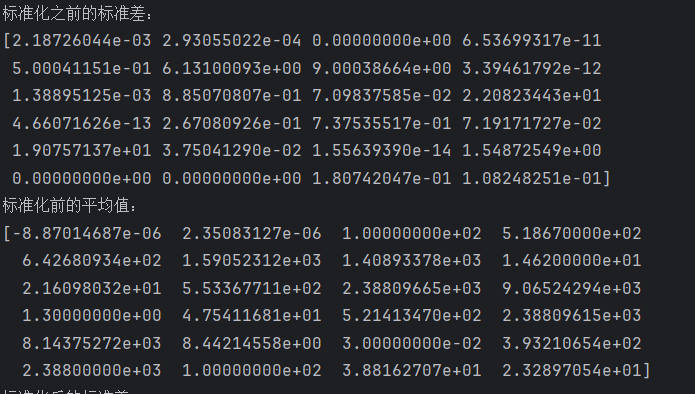 标准化之前的标准差:
[2.18726044e-03 2.93055022e-04 0.00000000e+00 6.53699317e-11
5.00041151e-01 6.13100093e+00 9.00038664e+00 3.39461792e-12
1.38895125e-03 8.85070807e-01 7.09837585e-02 2.20823443e+01
4.66071626e-13 2.67080926e-01 7.37535517e-01 7.19171727e-02
1.90757137e+01 3.75041290e-02 1.55639390e-14 1.54872549e+00
0.00000000e+00 0.00000000e+00 1.80742047e-01 1.08248251e-01]
标准化前的平均值:
[-8.87014687e-06 2.35083127e-06 1.00000000e+02 5.18670000e+02
6.42680934e+02 1.59052312e+03 1.40893378e+03 1.46200000e+01
2.16098032e+01 5.53367711e+02 2.38809665e+03 9.06524294e+03
1.30000000e+00 4.75411681e+01 5.21413470e+02 2.38809615e+03
8.14375272e+03 8.44214558e+00 3.00000000e-02 3.93210654e+02
2.38800000e+03 1.00000000e+02 3.88162707e+01 2.32897054e+01]